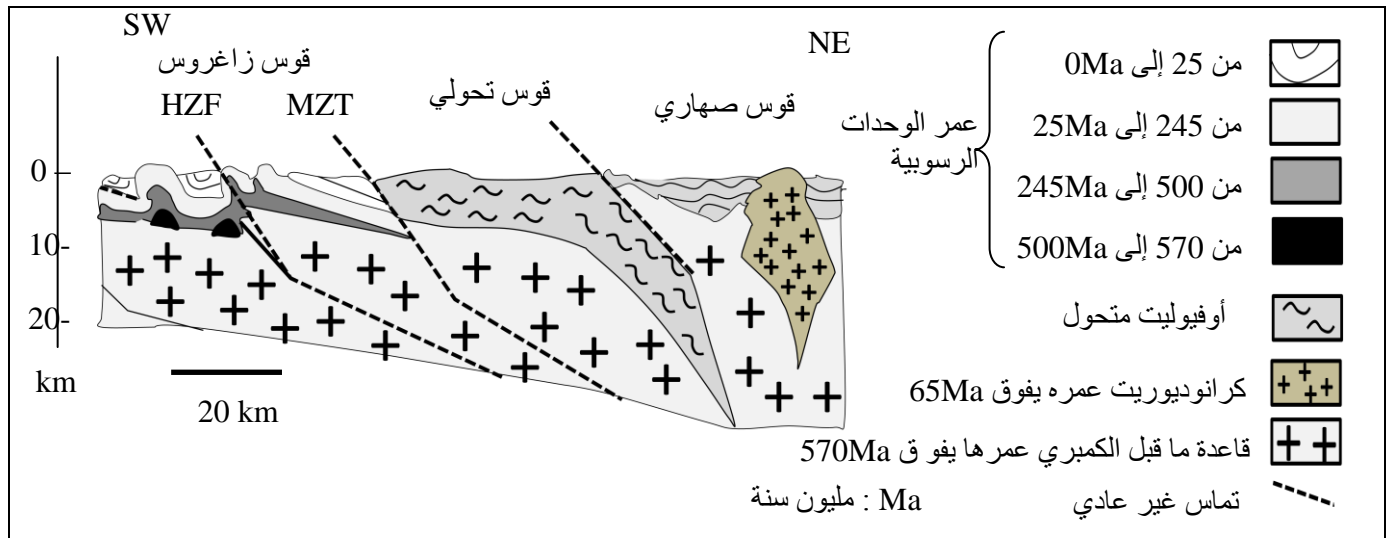 SW
NE
قوس زاغروس
HZF
MZT
قوس تحولي
قوس صهاري
0
10-
20-
km
20 km
عمر الوحدات
الرسوبية
من 25 إلى 0Ma
من 245 إلى 25Ma
من 500 إلى 245Ma
من 570 إلى 500Ma
أوفيوليت متحول
كرانوديوريت عمره يفوق 65Ma
قاعدة ما قبل الكمبري عمرها يفو ق 570Ma
تماس غير عادي
Ma : مليون سنة